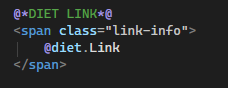 @*DIET LINK*@
<span class="link-info">
@diet.Link
</span>